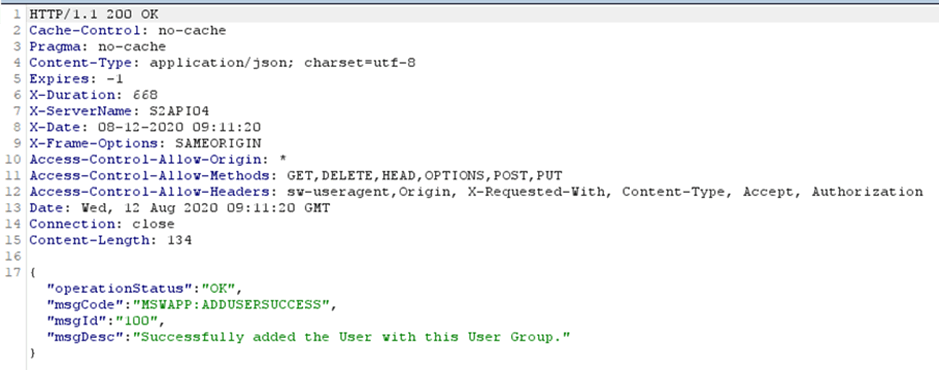 1 HTTP/1.1 200 OK
2 Cache-Control: no-cache
3 Pragma: no-cache
4 Content-Type: application/json; charset=utf-8
5 Expires: -1
6 X-Duration: 668
7 X-ServerName: S2API04
8 X-Date: 08-12-2020 09:11:20
9 X-Frame-Options: SAMEORIGIN
10 Access-Control-Allow-Origin: *
11 Access-Control-Allow-Methods: GET,DELETE,HEAD,OPTIONS,POST,PUT
12 Access-Control-Allow-Headers: sw-useragent,Origin, X-Requested-With, Content-Type, Accept, Authorization
13 Date: Wed, 12 Aug 2020 09:11:20 GMT
14 Connection: close
15 Content-Length: 134
16
17 {
"operationStatus":"OK",
"msgCode":"MSWAPP:ADDUSERSUCCESS",
"msgId":"100",
"msgDesc":"Successfully added the User with this User Group."
}